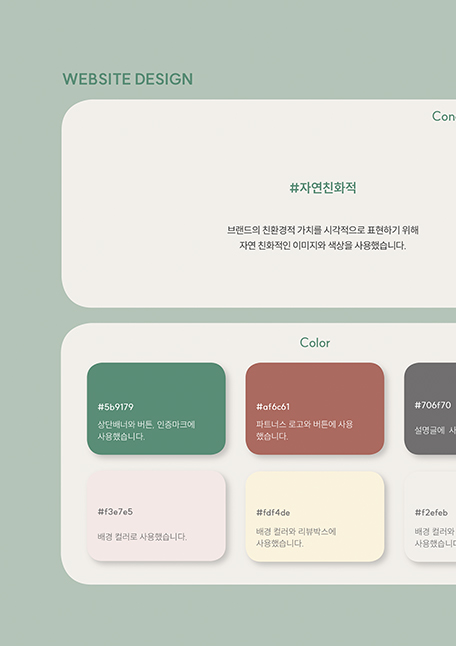 WEBSITE DESIGN
#자연친화적
브랜드의 친환경적 가치를 시각적으로 표현하기 위해
자연 친화적인 이미지와 색상을 사용했습니다.
Color
#5b9179
상단배너와 버튼, 인증마크에
사용했습니다.
#af6c61
파트너스 로고와 버튼에 사용
했습니다.
#706f70
설명글에
#f3e7e5
배경 컬러로 사용했습니다.
#fdf4de
배경 컬러와 리뷰박스에
사용했습니다.
#f2efeb
배경 컬러와
사용했습니다